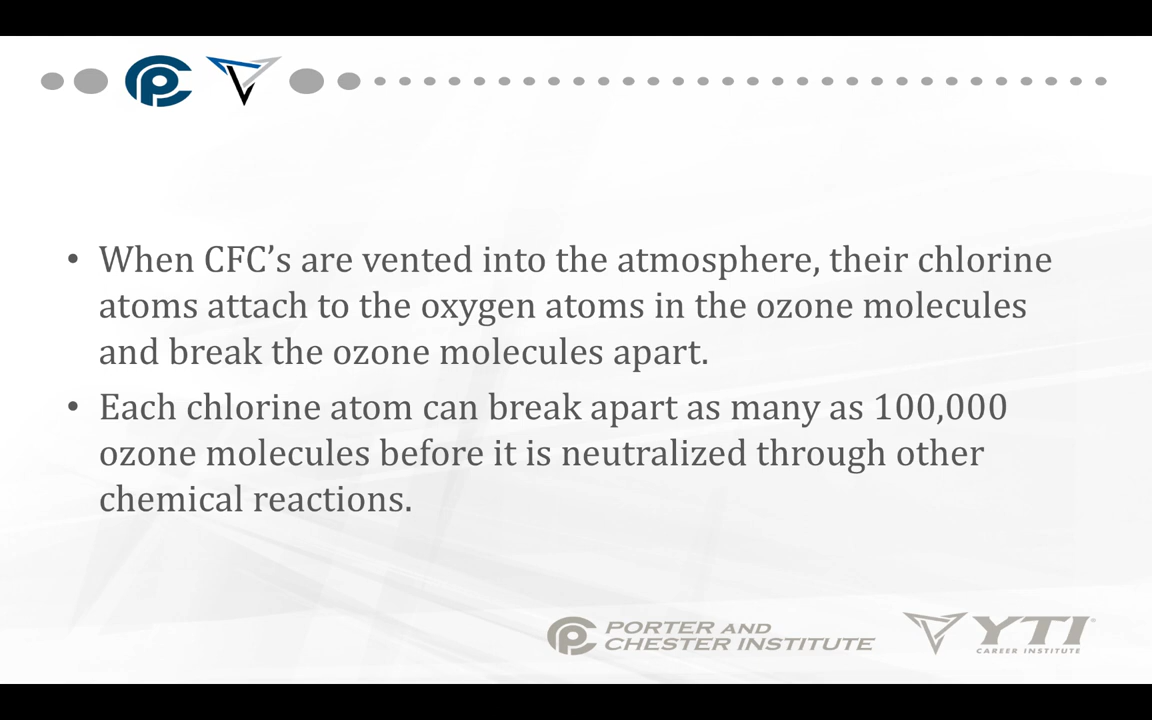 • When CFC’s are vented into the atmosphere, their chlorine
atoms attach to the oxygen atoms in the ozone molecules
and break the ozone molecules apart.
• Each chlorine atom can break apart as many as 100,000
ozone molecules before it is neutralized through other
chemical reactions.
PORTER AND
CHESTER INSTITUTE
YTI®
CAREER INSTITUTE